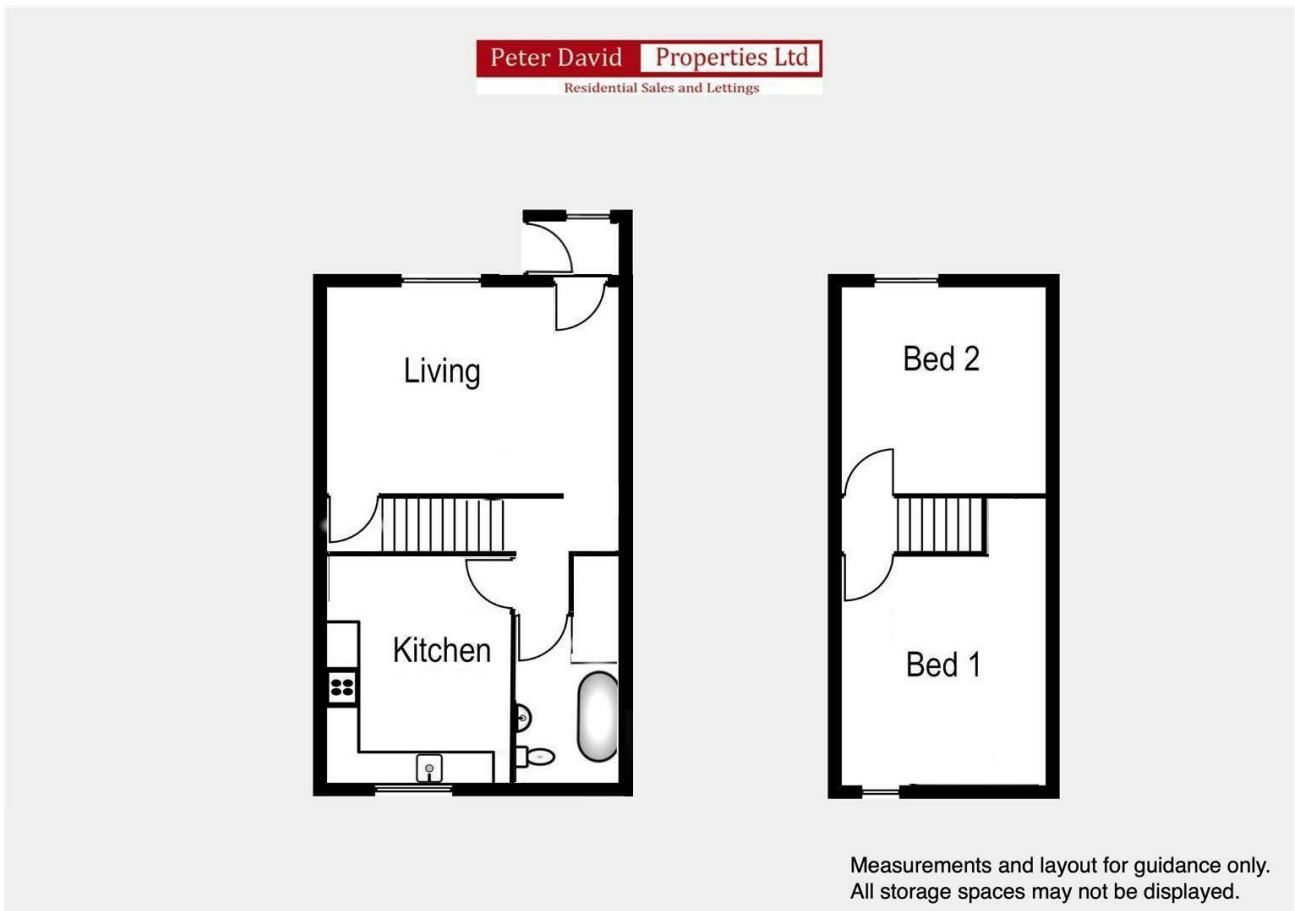 Peter David Properties Ltd
Residential Sales and Lettings
Living
Bed 2
Kitchen
Bed 1
Measurements and layout for guidance only.
All storage spaces may not be displayed.